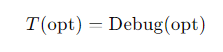 T(opt) = Debug(opt)